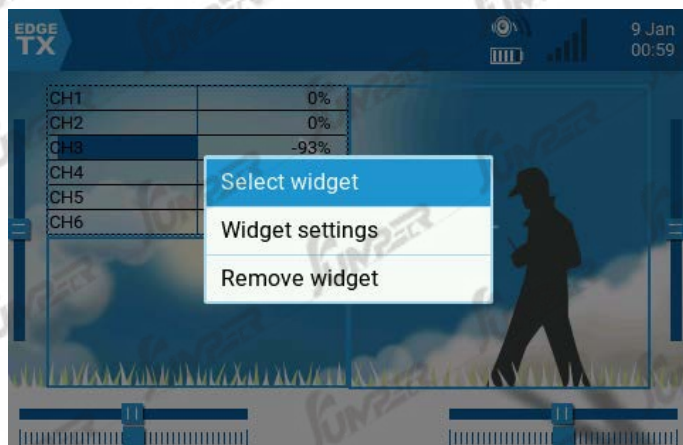 EDGE
TX
9 Jan
00:59
CH1 0%
CH2 0%
CH3 -93%
CH4
CH5
CH6
Select widget
Widget settings
Remove widget
JUMPER